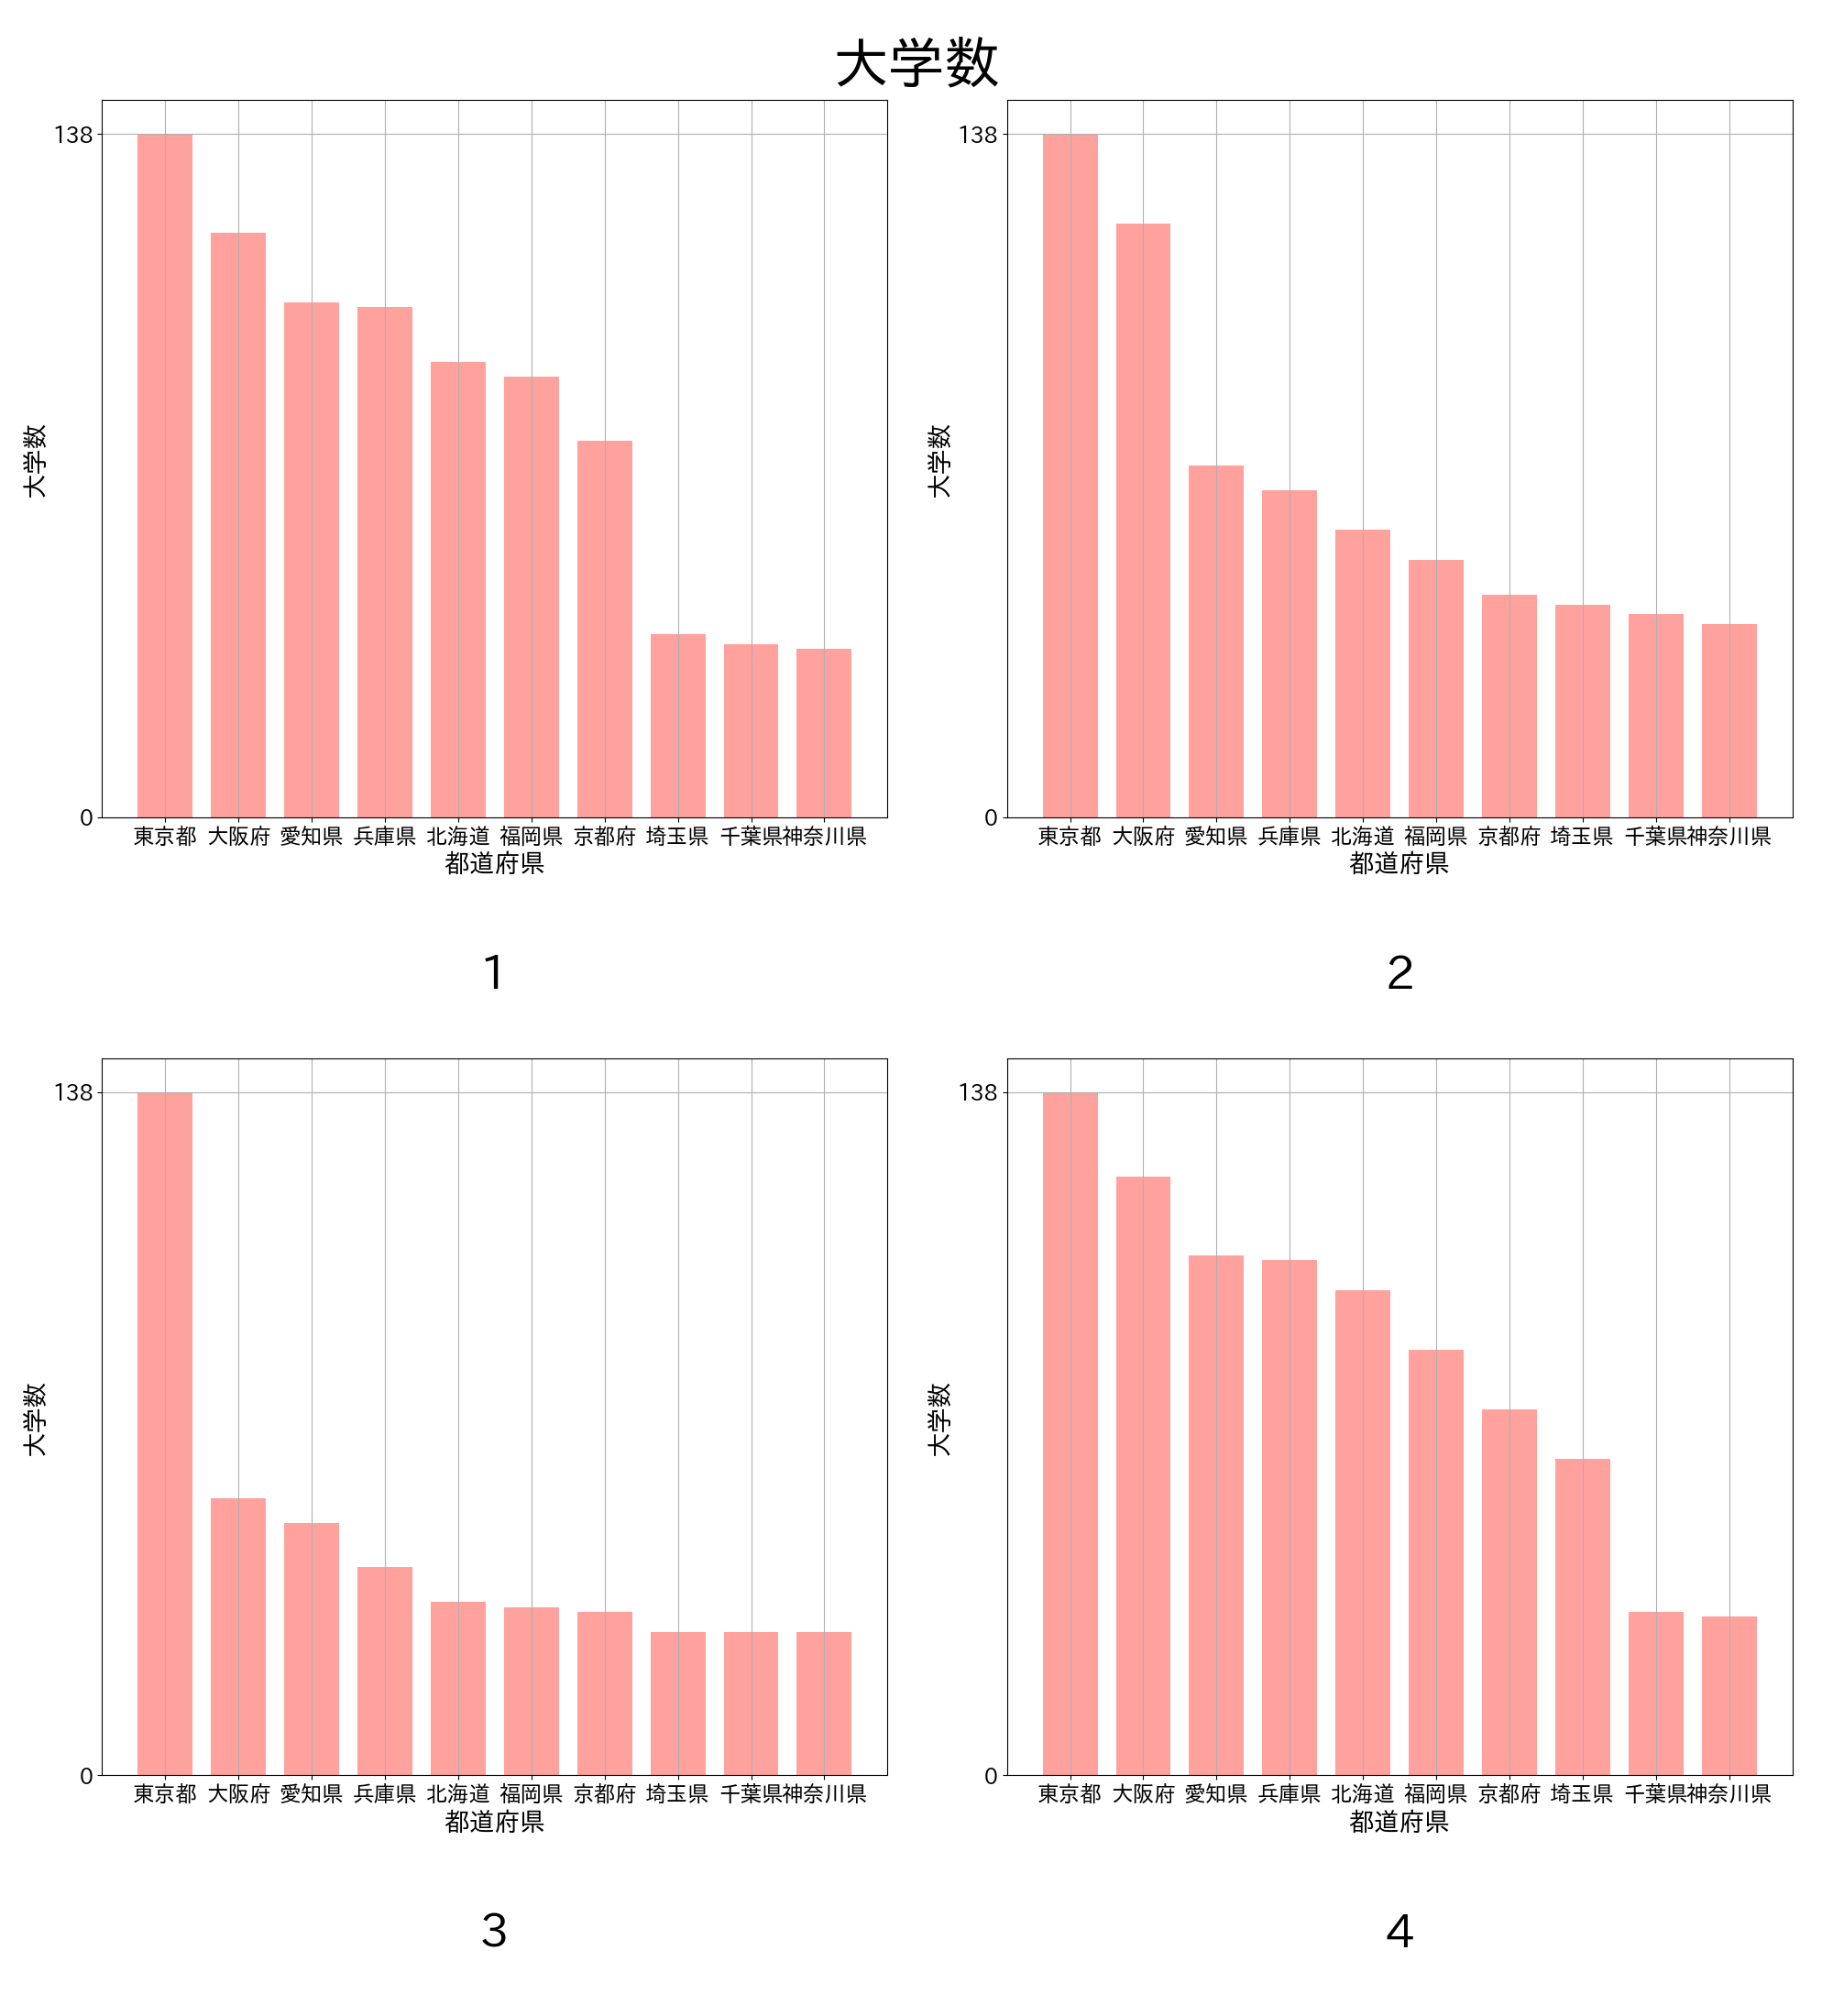 大学数
138
0
大学数
東京都 大阪府 愛知県 兵庫県 北海道 福岡県 京都府 埼玉県 千葉県 神奈川県
都道府県
1
138
0
大学数
東京都 大阪府 愛知県 兵庫県 北海道 福岡県 京都府 埼玉県 千葉県 神奈川県
都道府県
2
138
0
大学数
東京都 大阪府 愛知県 兵庫県 北海道 福岡県 京都府 埼玉県 千葉県 神奈川県
都道府県
3
138
0
大学数
東京都 大阪府 愛知県 兵庫県 北海道 福岡県 京都府 埼玉県 千葉県 神奈川県
都道府県
4